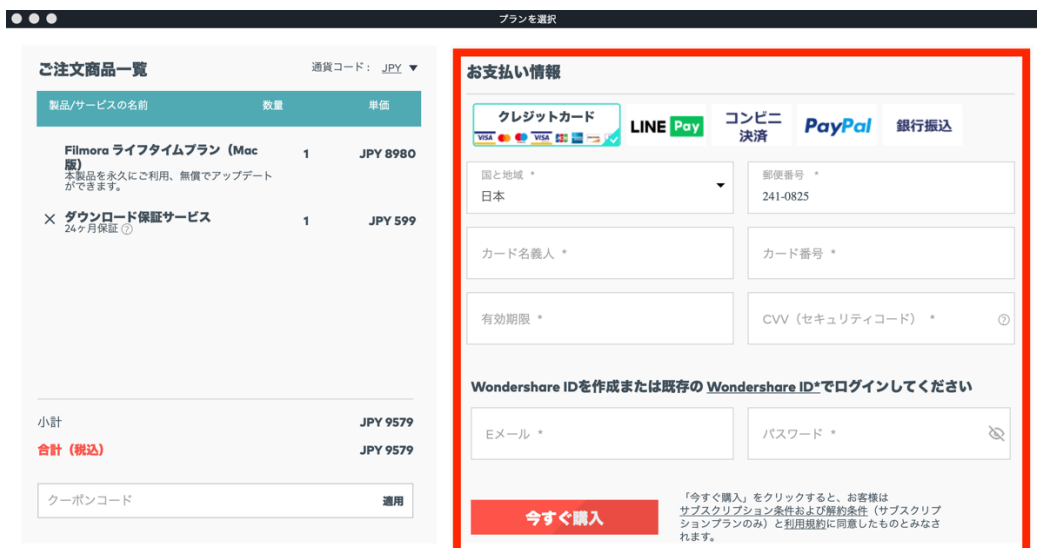 プランを選択
ご注文商品一覧
通貨コード： JPY ▼
製品/サービスの名前 数量 単価
Filmora ライフタイムプラン（Mac
版） 1 JPY 8980
本製品を永久にご利用、無償でアップデート
ができます。
ダウンロード保証サービス 1 JPY 599
24ヶ月保証 ?
小計 JPY 9579
合計（税込） JPY 9579
クーポンコード 適用
お支払い情報
クレジットカード
VISA VISA
LINE Pay
コンビニ
決済
PayPal
銀行振込
国と地域 *
日本
郵便番号 *
241-0825
カード名義人 *
カード番号 *
有効期限 *
CVV（セキュリティコード） * ?
Wondershare IDを作成または既存の Wondershare ID*でログインしてください
Eメール *
パスワード *
今すぐ購入
「今すぐ購入」をクリックすると、お客様は
サブスクリプション条件および解約条件（サブスクリプ
ションプランのみ）と利用規約に同意したものとみなさ
れます。